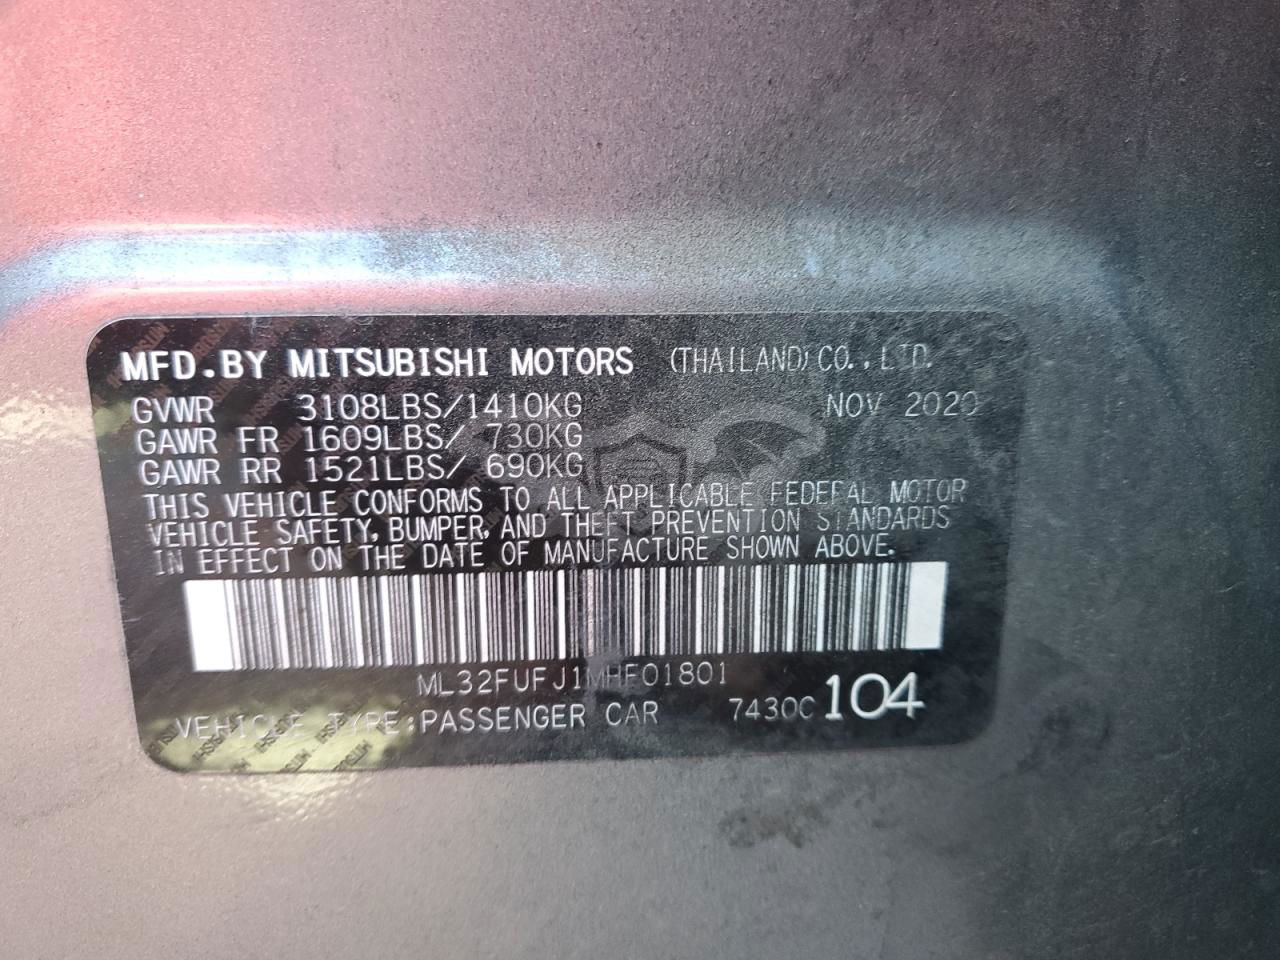 MFD.BY MITSUBISHI MOTORS (THAILAND) CO.,LTD.
GVWR 3108LBS/1410KG NOV 2020
GAWR FR 1609LBS/ 730KG
GAWR RR 1521LBS/ 690KG
THIS VEHICLE CONFORMS TO ALL APPLICABLE FEDERAL MOTOR
VEHICLE SAFETY, BUMPER, AND THEFT PREVENTION STANDARDS
IN EFFECT ON THE DATE OF MANUFACTURE SHOWN ABOVE.
ML32FUFJ1MHF01801
VEHICLE TYPE:PASSENGER CAR 7430C 104